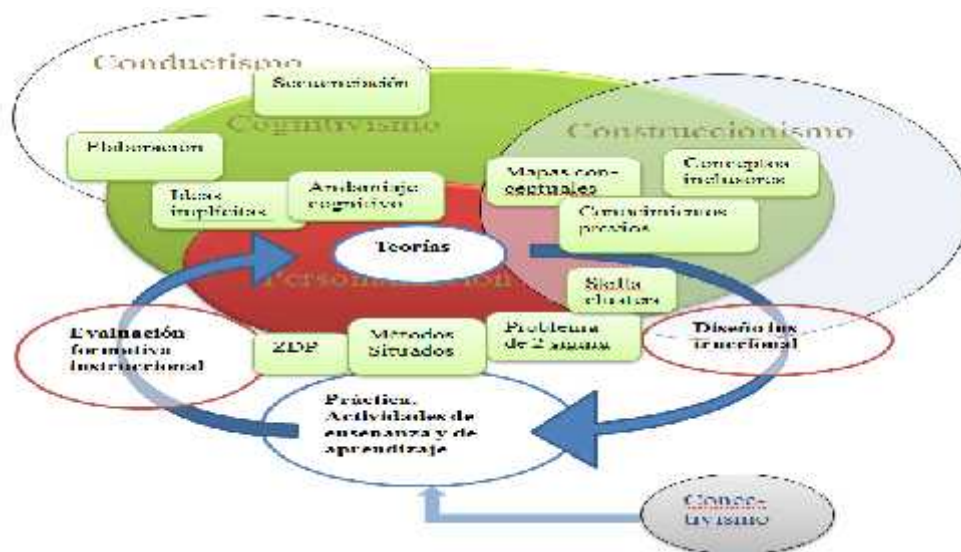 Conductismo
Secuenciación
Cognitivismo
Construccionismo
Elaboración
Mapas con-
ceptuales
Conceptos
inclusores
Ideas
implícitas
Andamiaje
cognitivo
Conocimientos
previos
Teorías
Personalización
Skills
clusters
Evaluación
formativa
instruccional
ZDP
Métodos
Situados
Problema
de 2 sigma
Diseño ins
truccional
Práctica.
Actividades de
enseñanza y de
aprendizaje
Conec-
tivismo